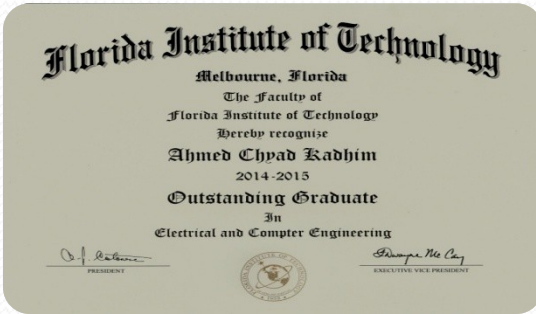 Florida Institute of Technology
Melbourne, Florida
The Faculty of
Florida Institute of Technology
Hereby recognize
Ahmed Chyad Kadhim
2014-2015
Outstanding Graduate
In
Electrical and Compter Engineering
PRESIDENT
EXECUTIVE VICE PRESIDENT